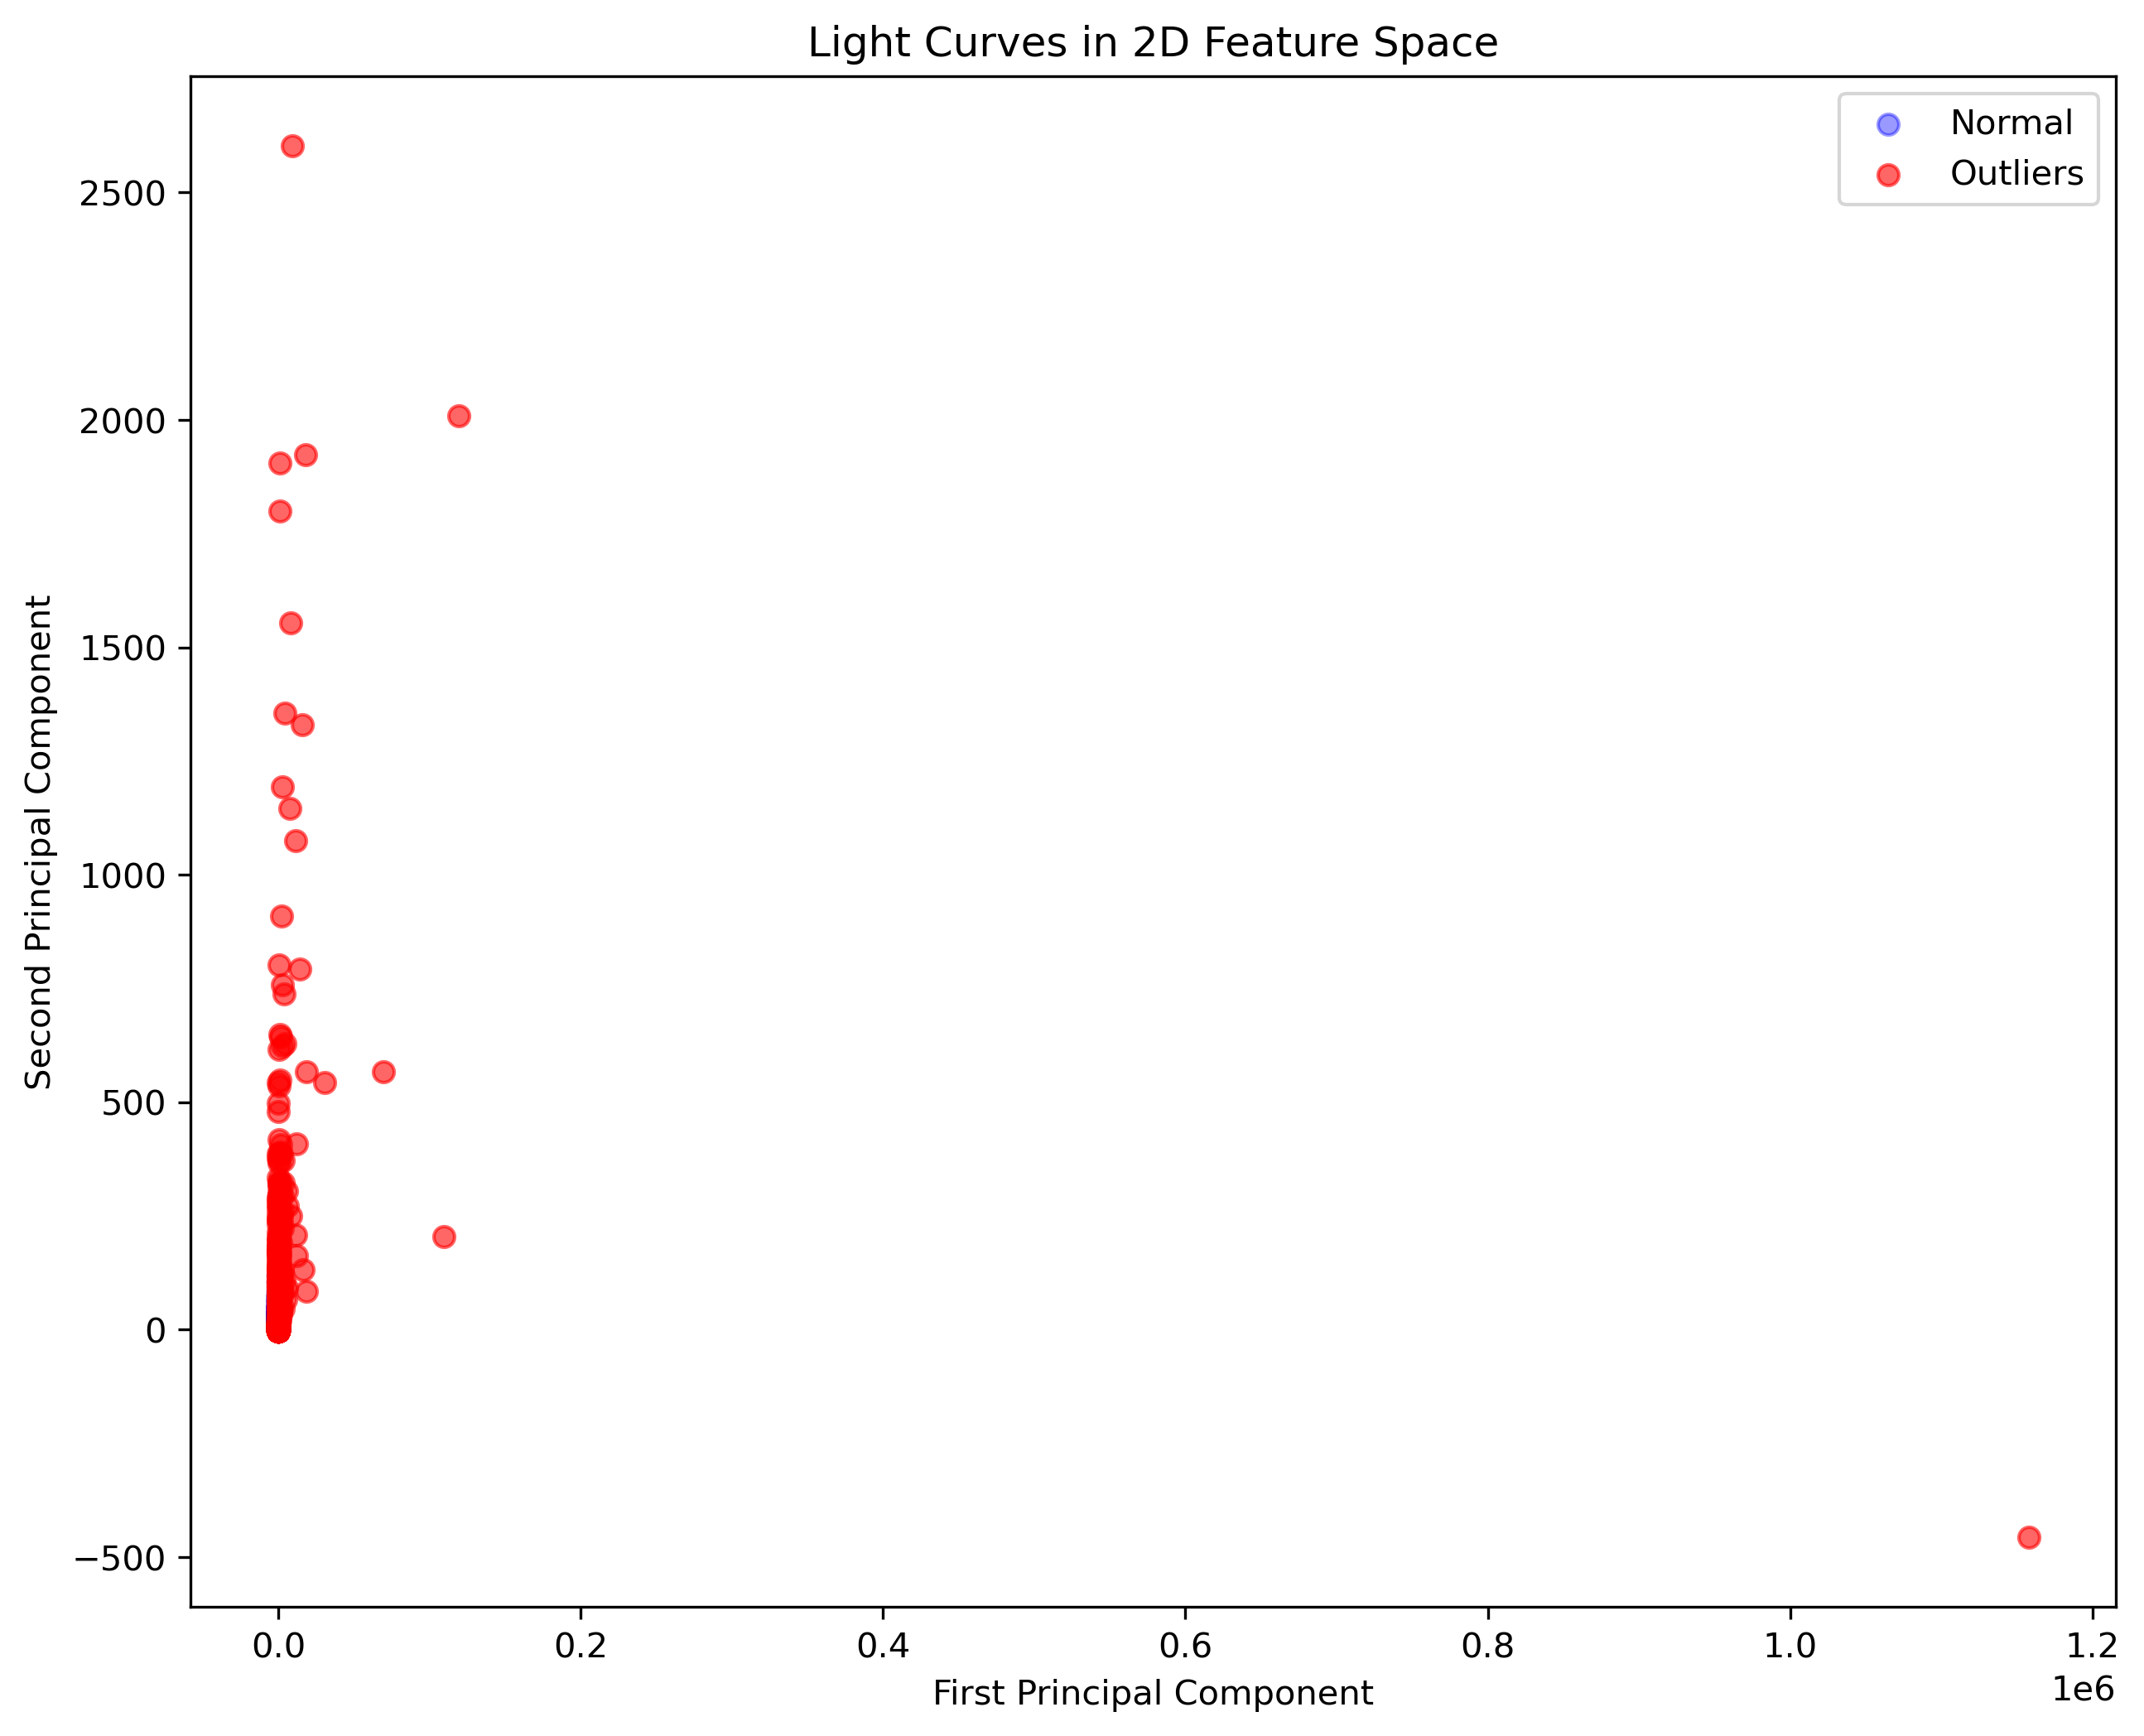 Light Curves in 2D Feature Space
Normal
Outliers
2500
2000
1500
1000
500
0
−500
Second Principal Component
0.0 0.2 0.4 0.6 0.8 1.0 1.2
1e6
First Principal Component